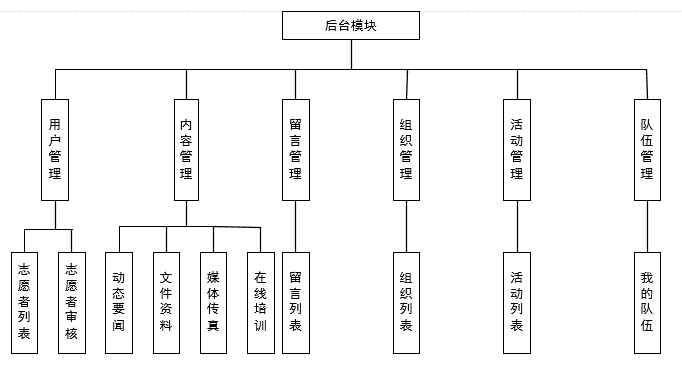 后台模块
用户管理
内容管理
留言管理
组织管理
活动管理
队伍管理
志愿者列表
志愿者审核
动态要闻
文件资料
媒体传真
在线培训
留言列表
组织列表
活动列表
我的队伍